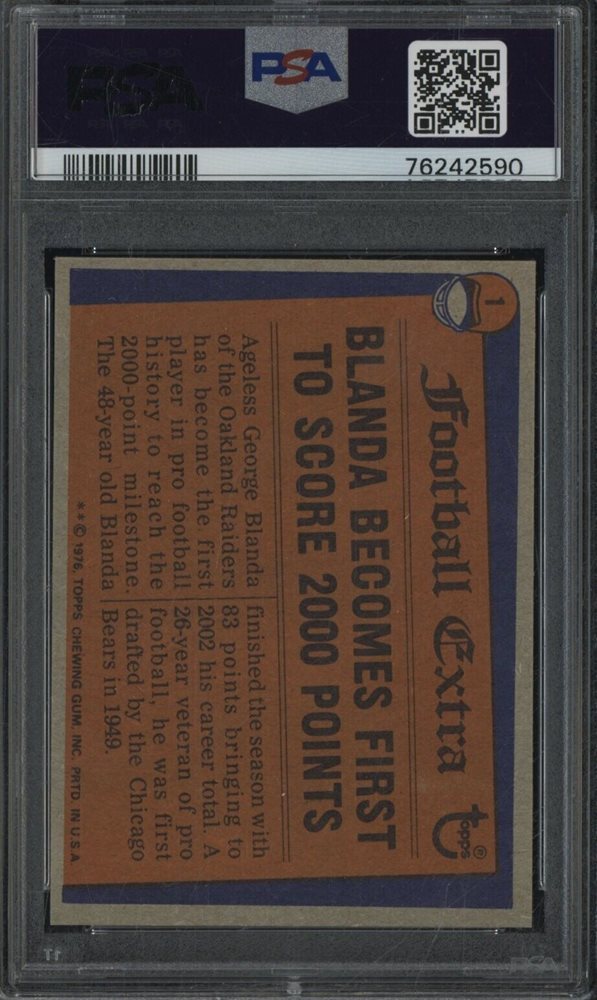 PSA
PSA
76242590
1
Football Extra
topps®
BLANDA BECOMES FIRST
TO SCORE 2000 POINTS
Ageless George Blanda
of the Oakland Raiders
has become the first
player in pro football
history to reach the
2000-point milestone.
The 48-year old Blanda
finished the season with
83 points bringing to
2002 his career total. A
26-year veteran of pro
football, he was first
drafted by the Chicago
Bears in 1949.
**© 1976, TOPPS CHEWING GUM, INC. PRTD. IN U.S.A.
PSA